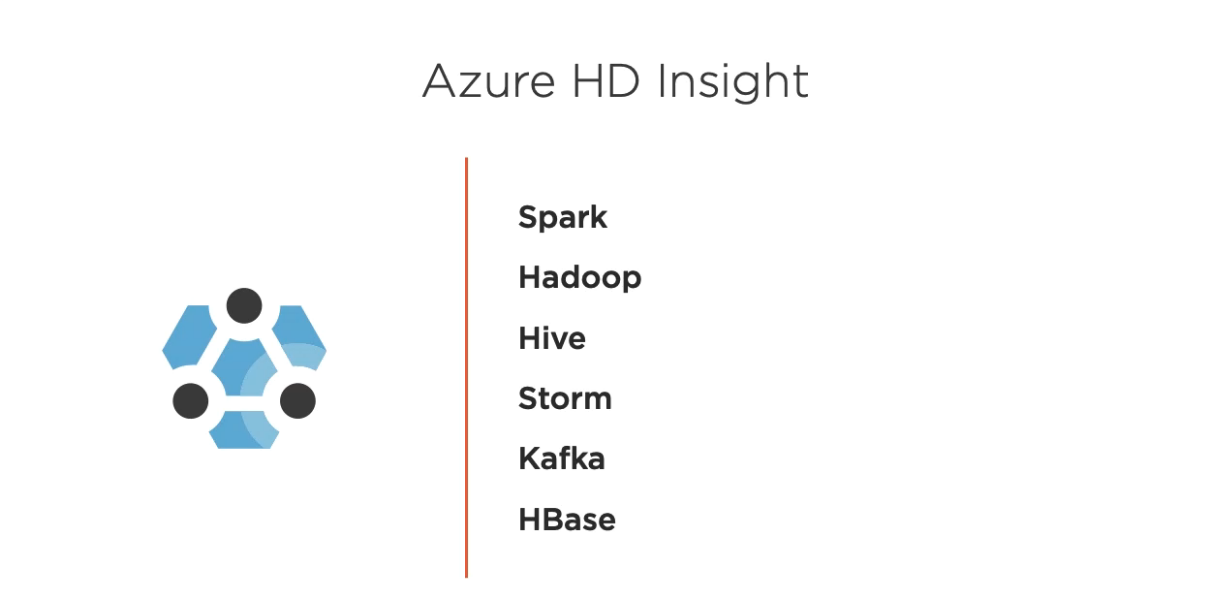 Azure HD Insight
Spark
Hadoop
Hive
Storm
Kafka
HBase